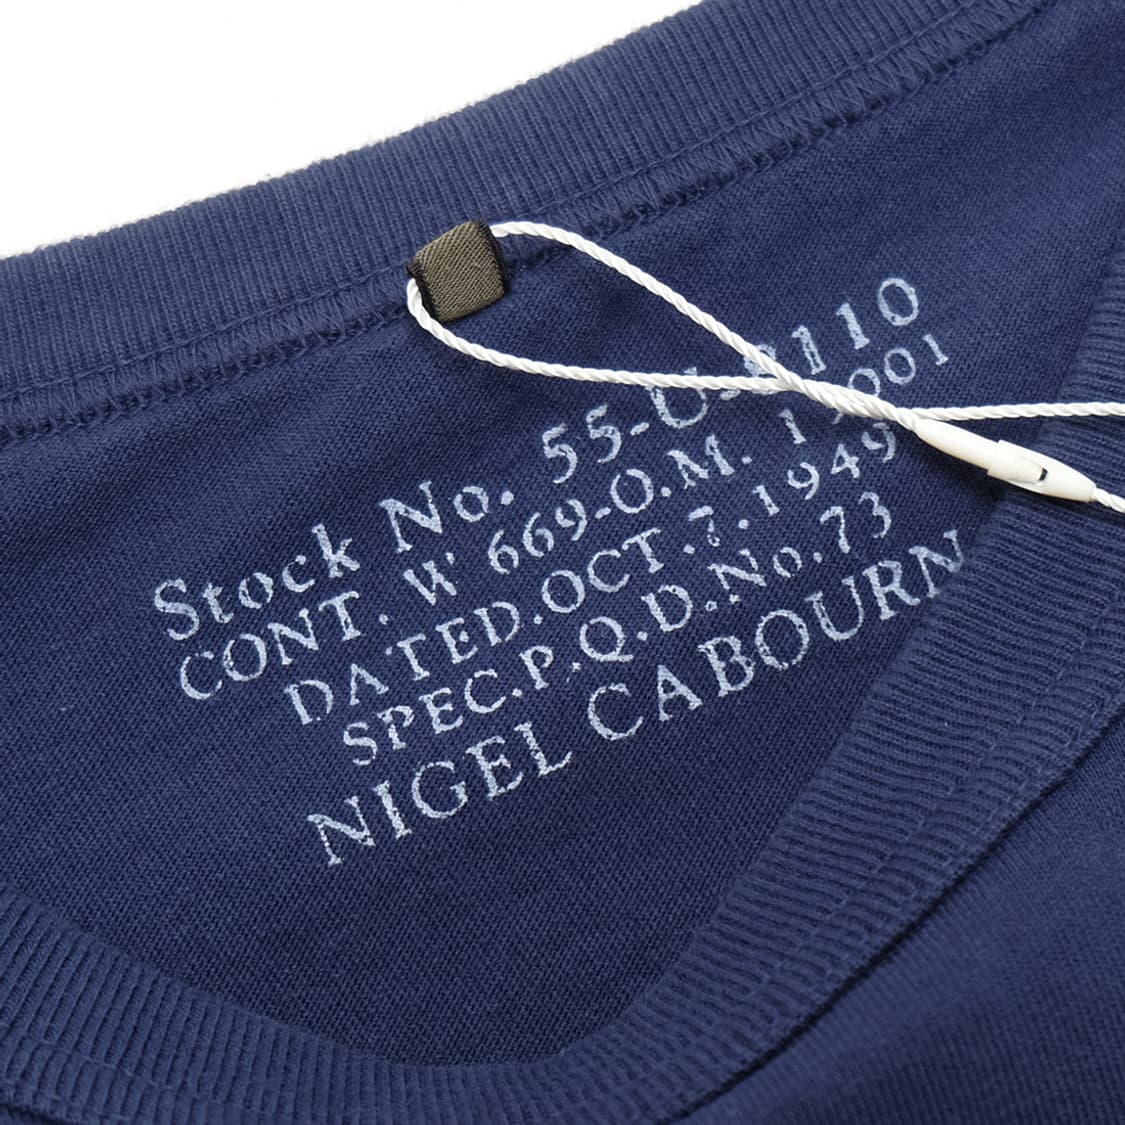 Stock No.
CONT. W 669-O.M.
DATED.OCT.7.1949
SPEC.P.Q.D.No.73
NIGEL CABOURN